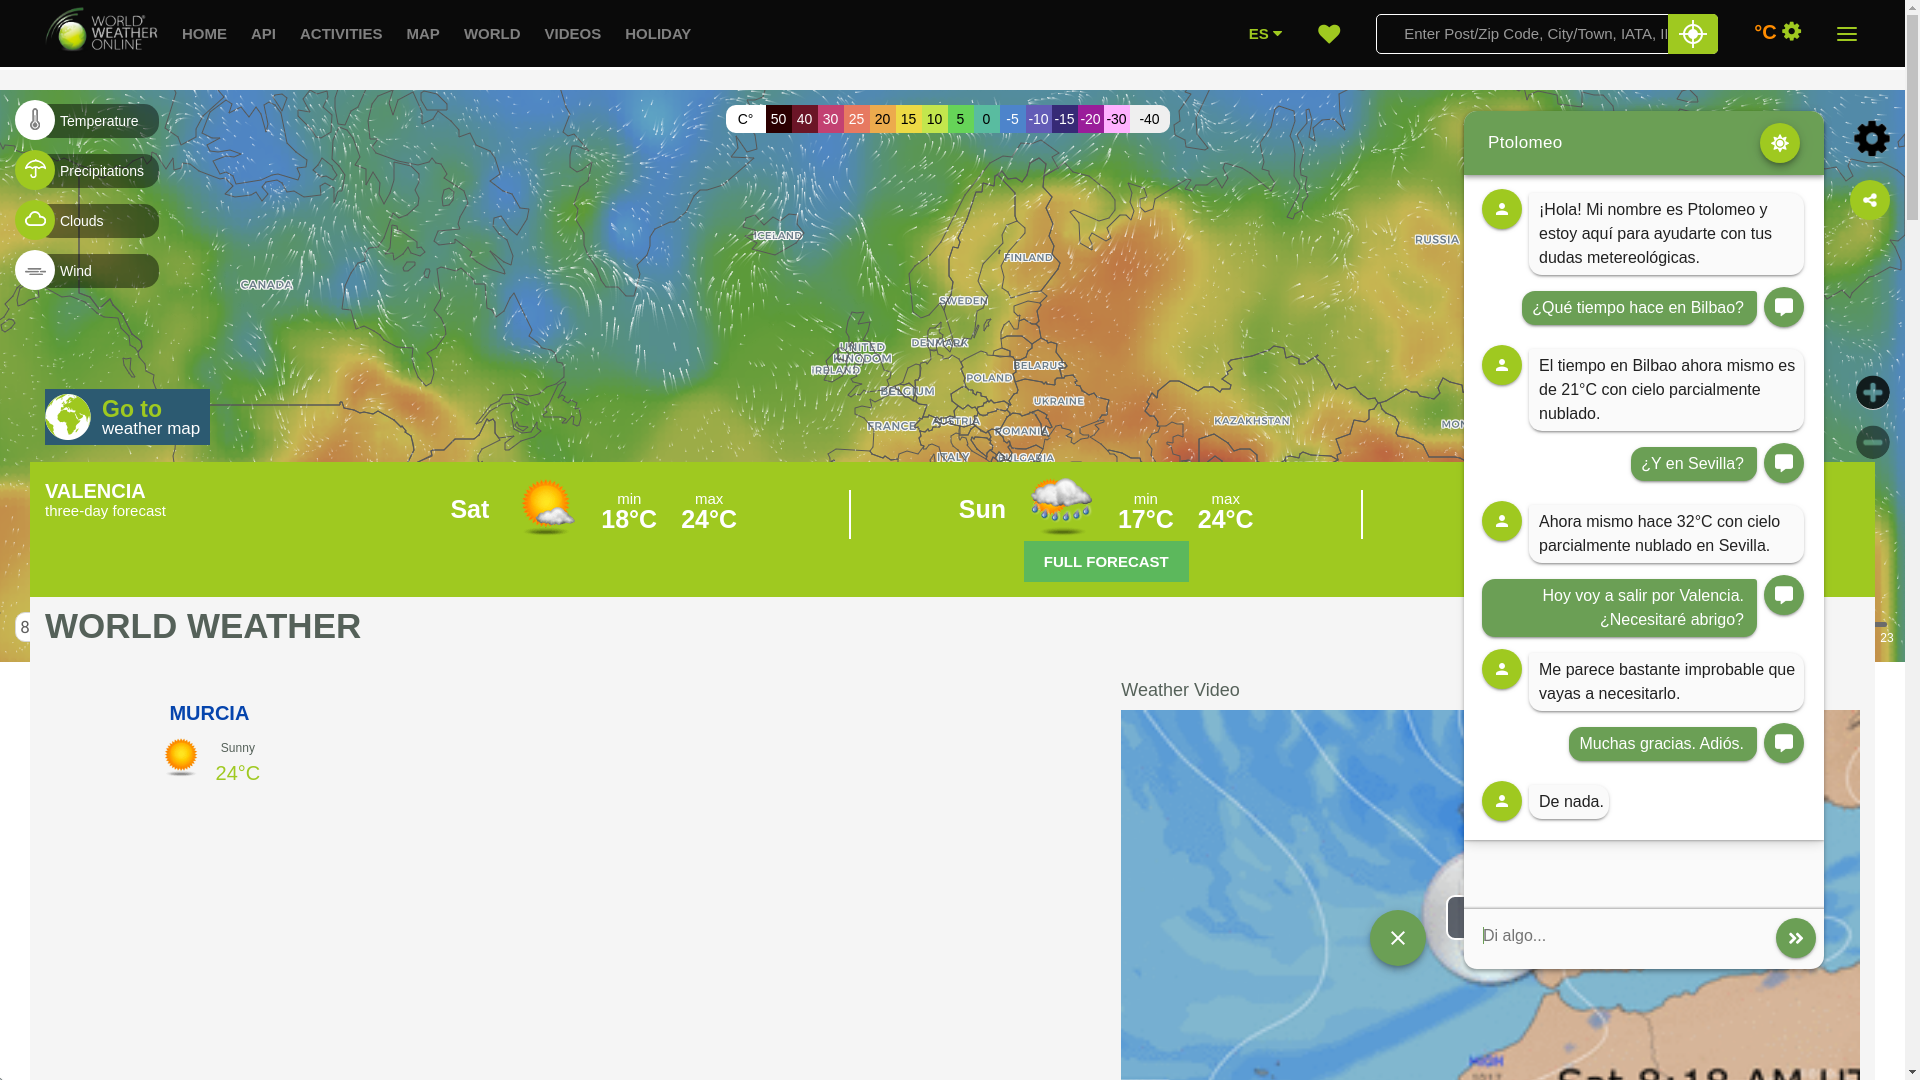 WORLD WEATHER ONLINE
HOME API ACTIVITIES MAP WORLD VIDEOS HOLIDAY
ES
Enter Post/Zip Code, City/Town, IATA,
°C
Temperature
Precipitations
Clouds
Wind
C° 50 40 30 25 20 15 10 5 0 -5 -10 -15 -20 -30 -40
ICELAND
RUSSIA
FINLAND
CANADA
SWEDEN
DENMARK
UNITED
KINGDOM
IRELAND
BELARUS
POLAND
BELGIUM
UKRAINE
FRANCE
AUSTRIA
KAZAKHSTAN
ROMANIA
ITALY
BULGARIA
Go to
weather map
VALENCIA
three-day forecast
Sat
min
18°C
max
24°C
Sun
min
17°C
max
24°C
FULL FORECAST
8
23
WORLD WEATHER
MURCIA
Sunny
24°C
Weather Video
HIGH
1017
Sat 8:18 AM
Ptolomeo
¡Hola! Mi nombre es Ptolomeo y
estoy aquí para ayudarte con tus
dudas metereológicas.
¿Qué tiempo hace en Bilbao?
El tiempo en Bilbao ahora mismo es
de 21°C con cielo parcialmente
nublado.
¿Y en Sevilla?
Ahora mismo hace 32°C con cielo
parcialmente nublado en Sevilla.
Hoy voy a salir por Valencia.
¿Necesitaré abrigo?
Me parece bastante improbable que
vayas a necesitarlo.
Muchas gracias. Adiós.
De nada.
Di algo...